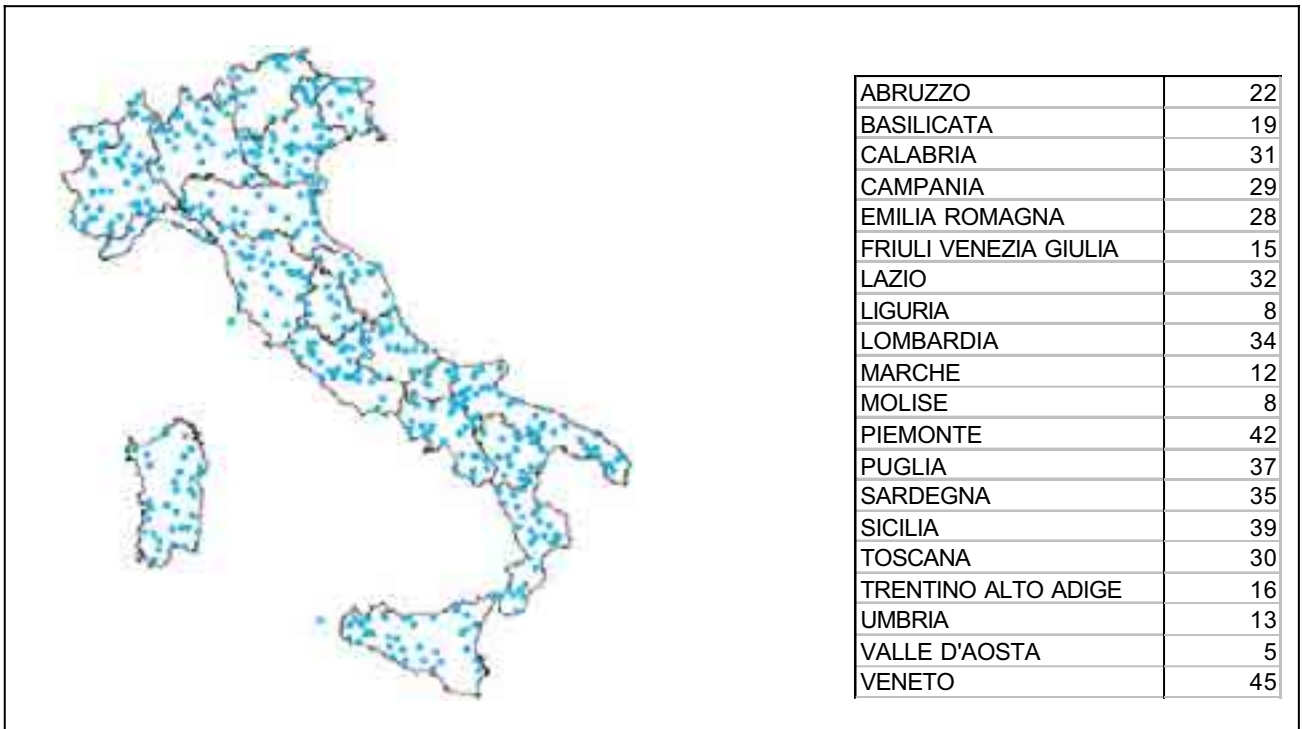 ABRUZZO 22
BASILICATA 19
CALABRIA 31
CAMPANIA 29
EMILIA ROMAGNA 28
FRIULI VENEZIA GIULIA 15
LAZIO 32
LIGURIA 8
LOMBARDIA 34
MARCHE 12
MOLISE 8
PIEMONTE 42
PUGLIA 37
SARDEGNA 35
SICILIA 39
TOSCANA 30
TRENTINO ALTO ADIGE 16
UMBRIA 13
VALLE D'AOSTA 5
VENETO 45